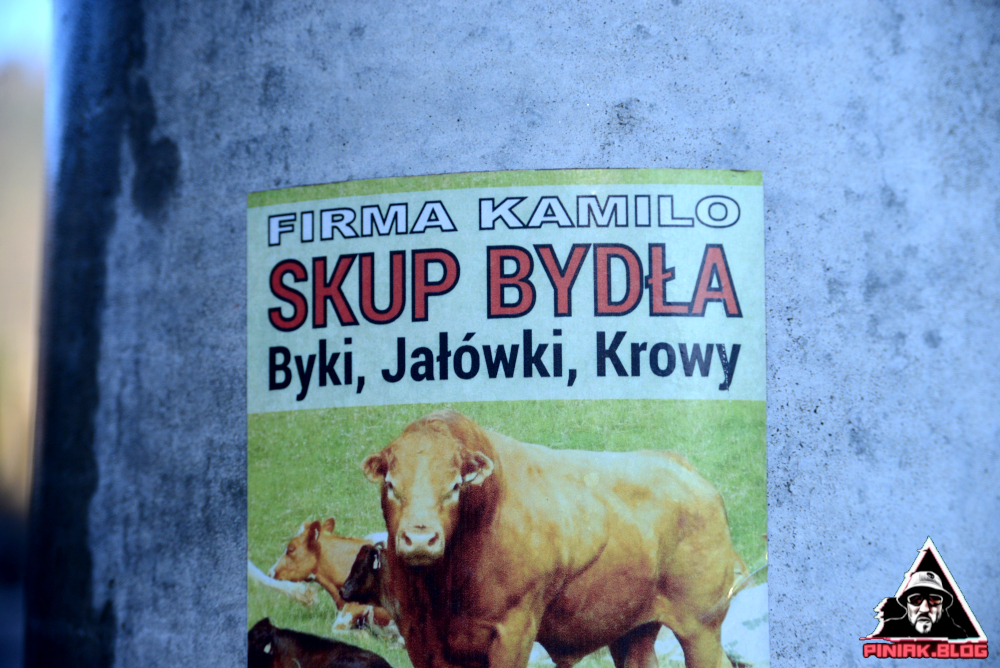 FIRMA KAMILO
SKUP BYDŁA
Byki, Jałówki, Krowy
PINIAK.BLOG